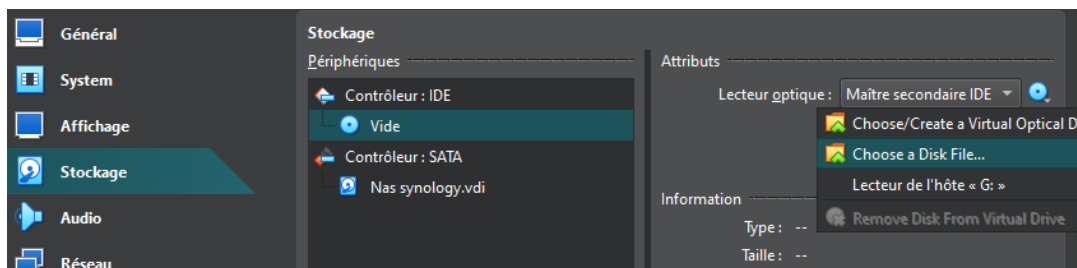 Général
System
Affichage
Stockage
Audio
Réseau
Stockage
Périphériques
Contrôleur : IDE
Vide
Contrôleur : SATA
Nas synology.vdi
Attributs
Lecteur optique : Maître secondaire IDE
Choose/Create a Virtual Optical D
Choose a Disk File...
Lecteur de l'hôte « G: »
Remove Disk From Virtual Drive
Information
Type : --
Taille : --